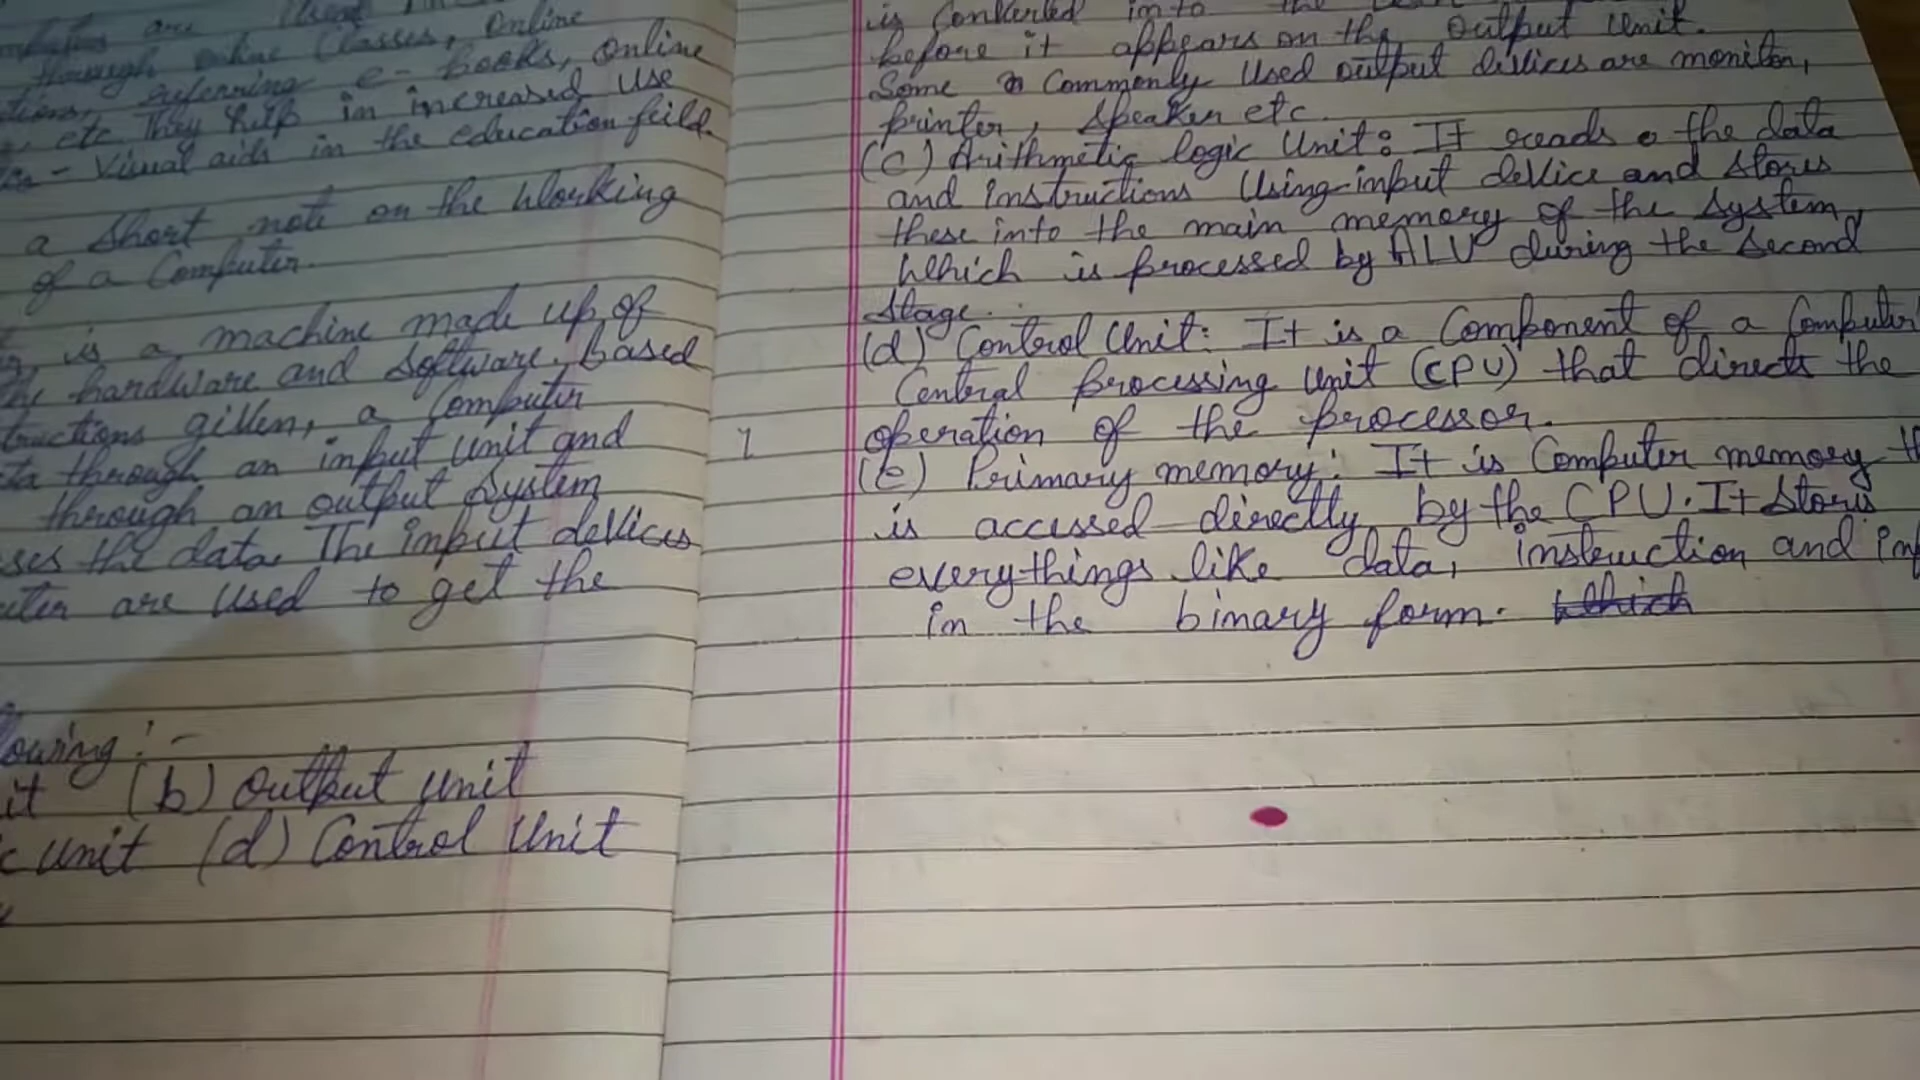 through online Classes, Online
referring e- books, online
etc. They help in increased use
- Visual aids in the education feild.
a Short note on the Working
of a Computer.
is a machine made up of
hardware and Software. based
given, a Computer
through an input unit and
through an output System
the data. The input devices
are Used to get the
(b) Output unit
unit (d) Control Unit
is Converted into the
before it appears on the output unit.
Some Commonly Used output devices are moniter,
printer, Speaker etc.
(c) Arithmetic logic Unit: It reads the data
and instructions Using input device and Stores
these into the main memory of the System,
Which is processed by ALU during the Second
Stage.
(d) Control Unit: It is a Component of a Computer
Central processing unit (CPU) that directs the
operation of the processor.
(e) Primary memory: It is Computer memory
is accessed directly by the CPU. It Stores
everythings like data, instruction and
in the binary form. Which